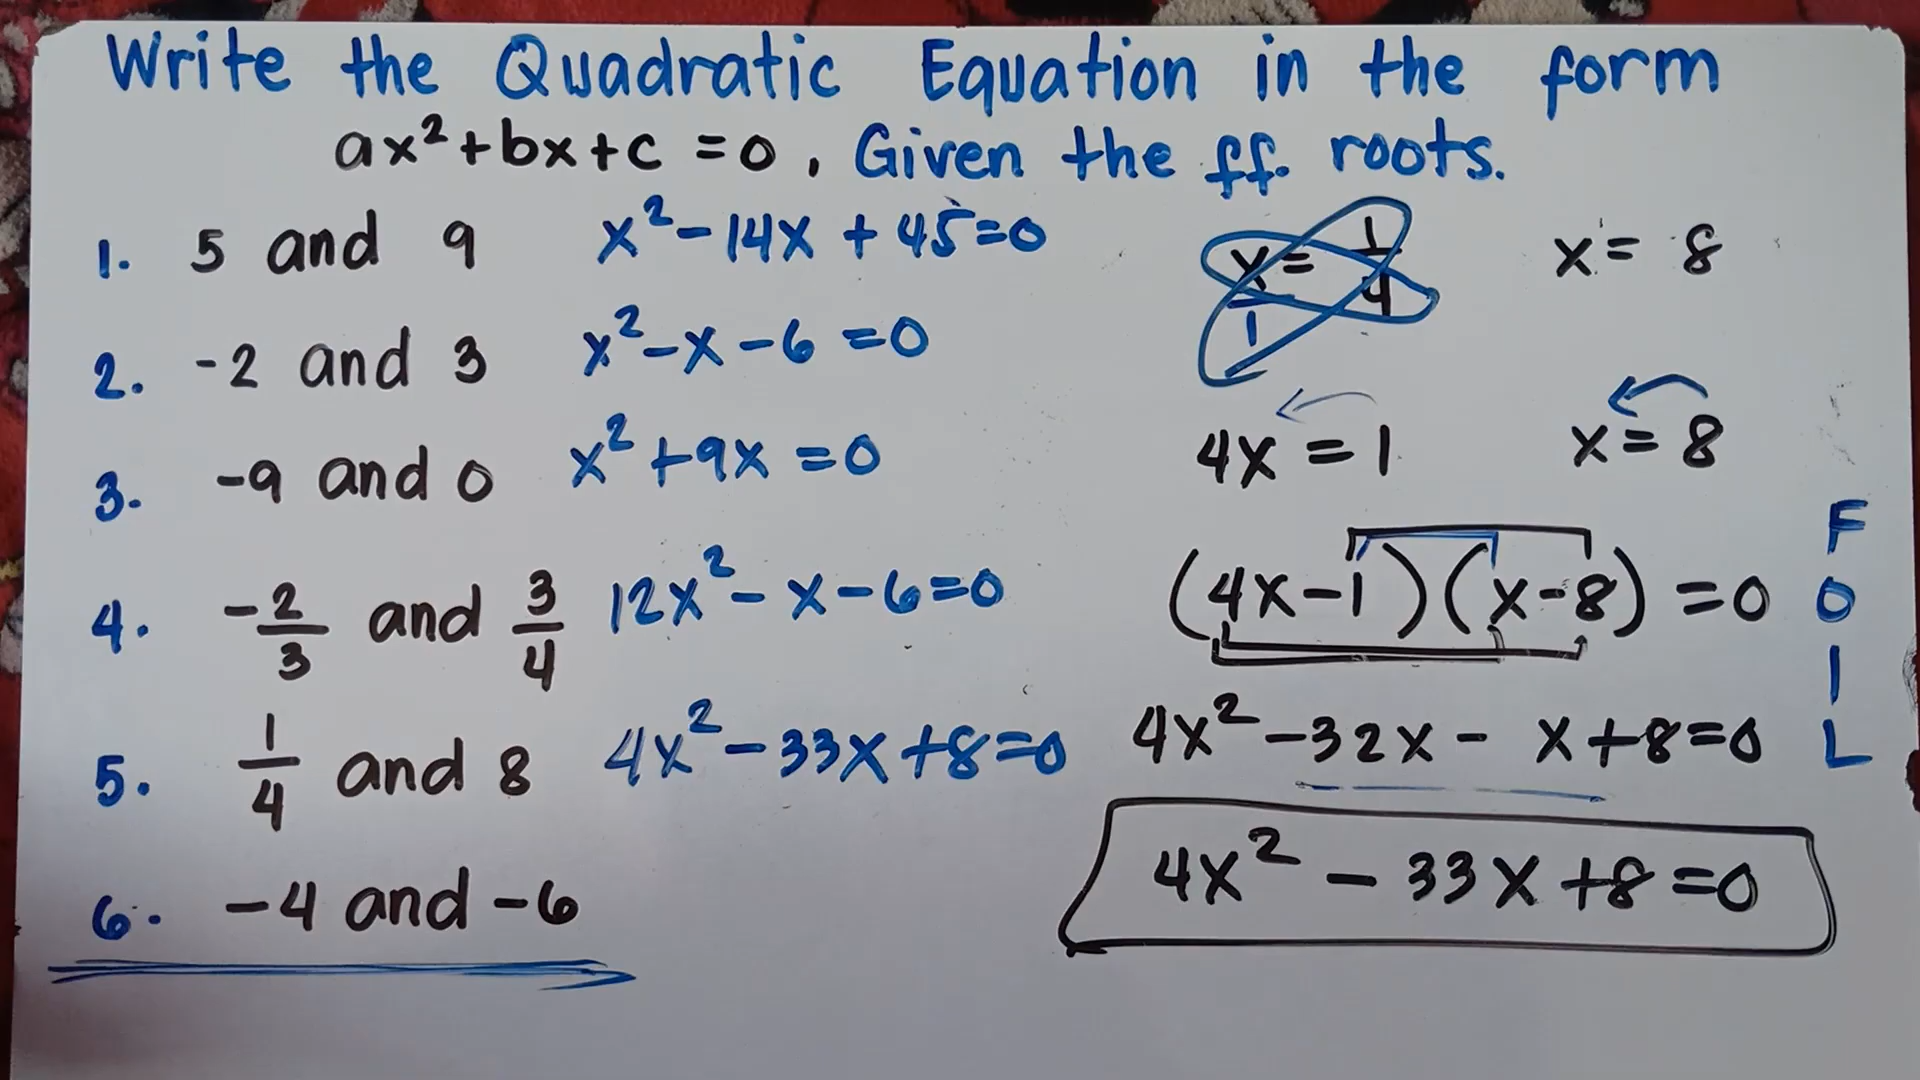 Write the Quadratic Equation in the form
ax²+bx+c =0, Given the ff. roots.
1. 5 and 9 x²-14x + 45=0
2. -2 and 3 x²-x-6=0
3. -9 and 0 x²+9x=0
4. -2/3 and 3/4 12x²-x-6=0
5. 1/4 and 8 4x²-33x+8=0
6. -4 and -6
x/1 = 1/4 x = 8
4x = 1 x = 8
(4x-1)(x-8) =0
4x²-32x- x+8=0
4x² - 33x+8=0
F
O
I
L